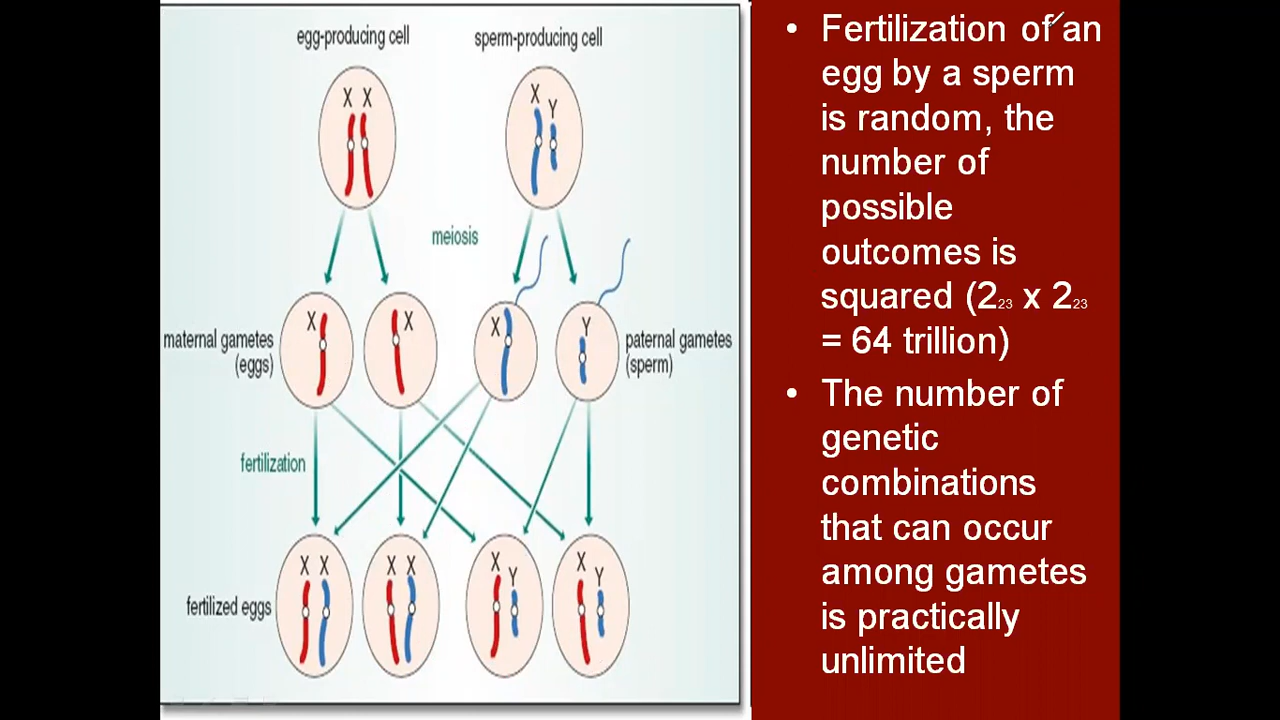 egg-producing cell
sperm-producing cell
X X
X
Y
meiosis
X
X
X
Y
maternal gametes
(eggs)
paternal gametes
(sperm)
fertilization
X X
X X
X
Y
X
Y
fertilized eggs
• Fertilization of an
egg by a sperm
is random, the
number of
possible
outcomes is
squared (2₂₃ x 2₂₃
= 64 trillion)
• The number of
genetic
combinations
that can occur
among gametes
is practically
unlimited